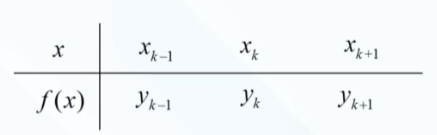 x x_{k-1} x_k x_{k+1}
f(x) y_{k-1} y_k y_{k+1}